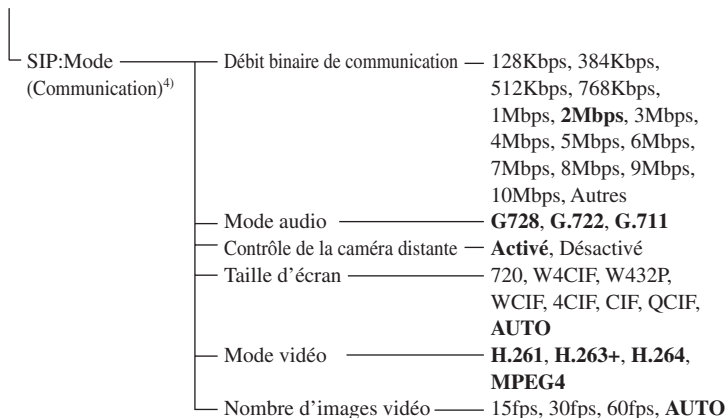 SIP:Mode
(Communication)4)
Débit binaire de communication
128Kbps, 384Kbps,
512Kbps, 768Kbps,
1Mbps, 2Mbps, 3Mbps,
4Mbps, 5Mbps, 6Mbps,
7Mbps, 8Mbps, 9Mbps,
10Mbps, Autres
Mode audio
G728, G.722, G.711
Contrôle de la caméra distante
Activé, Désactivé
Taille d'écran
720, W4CIF, W432P,
WCIF, 4CIF, CIF, QCIF,
AUTO
Mode vidéo
H.261, H.263+, H.264,
MPEG4
Nombre d'images vidéo
15fps, 30fps, 60fps, AUTO